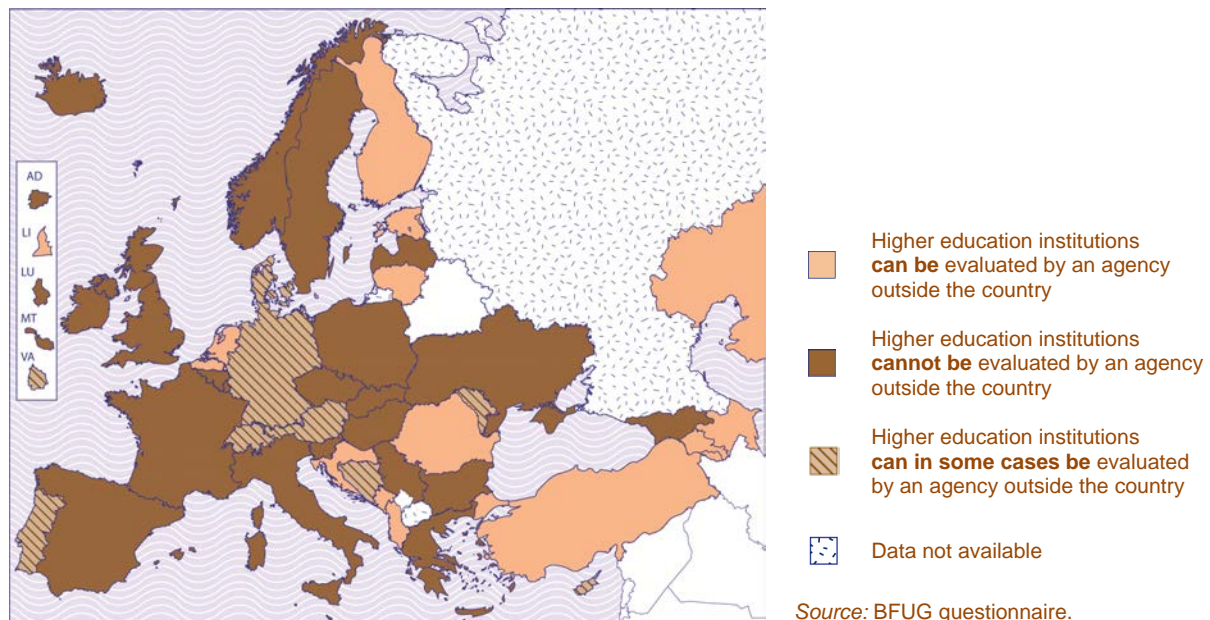 AD
LI
LU
MT
VA
Higher education institutions
can be evaluated by an agency
outside the country
Higher education institutions
cannot be evaluated by an agency
outside the country
Higher education institutions
can in some cases be evaluated
by an agency outside the country
Data not available
Source: BFUG questionnaire.